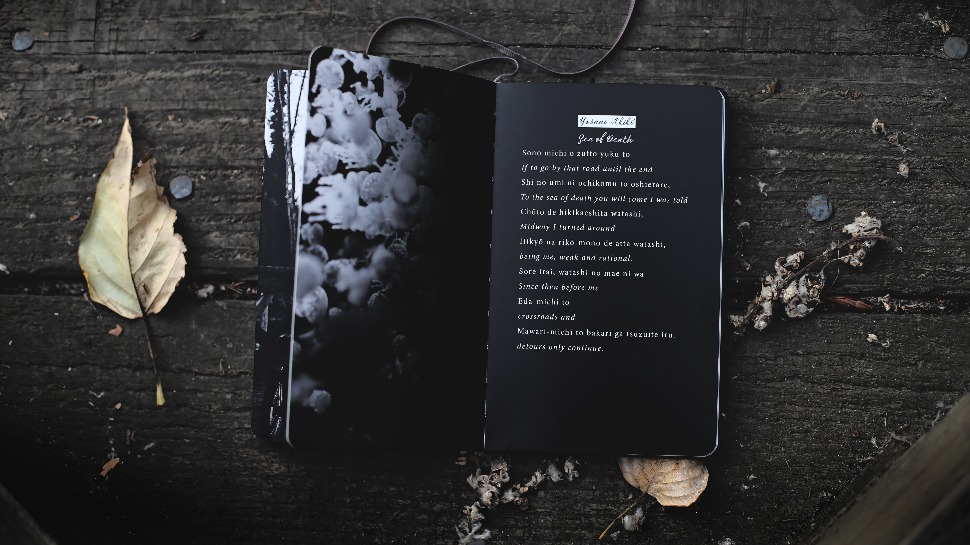 Yosano Akiko
Sea of Death
Sono michi o zutto yuku to
If to go by that road until the end
Shi no umi ni ochikomu to oshierare,
To the sea of death you will come I was told
Chūto de hikikaeshita watashi,
Midway I turned around
Hikyō na riko mono de atta watashi,
being me, weak and rational.
Sore irai, watashi no mae ni wa
Since then before me
Eda-michi to
crossroads and
Mawari-michi to bakari ga tsuzuite iru.
detours only continue.